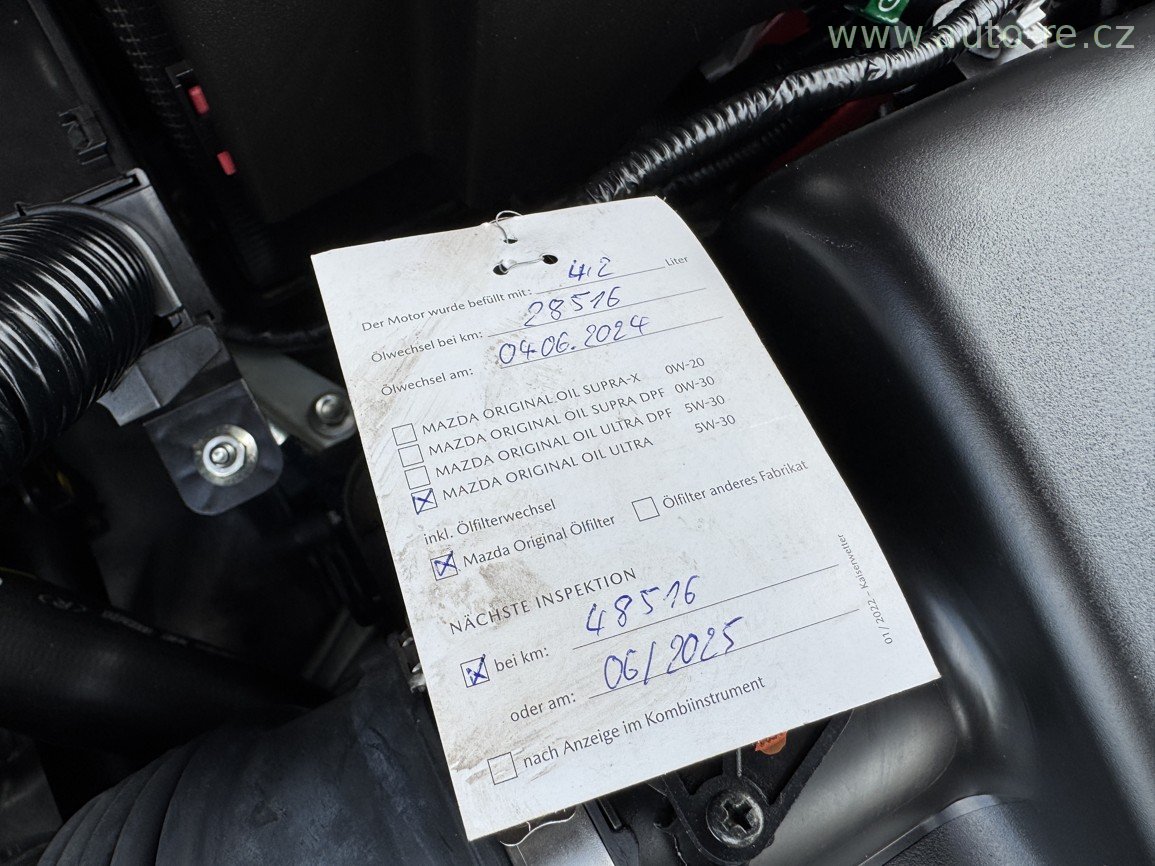 www.auto-re.cz
Der Motor wurde befüllt mit: 4,2 Liter
Ölwechsel bei km: 28516
Ölwechsel am: 04.06.2024
MAZDA ORIGINAL OIL SUPRA-X 0W-20
MAZDA ORIGINAL OIL SUPRA DPF 0W-30
MAZDA ORIGINAL OIL ULTRA DPF 5W-30
MAZDA ORIGINAL OIL ULTRA 5W-30
inkl. Ölfilterwechsel
Mazda Original Ölfilter Ölfilter anderes Fabrikat
NÄCHSTE INSPEKTION
bei km: 48516
oder am: 06/2025
nach Anzeige im Kombiinstrument
01/2022 – Kaisenwetter